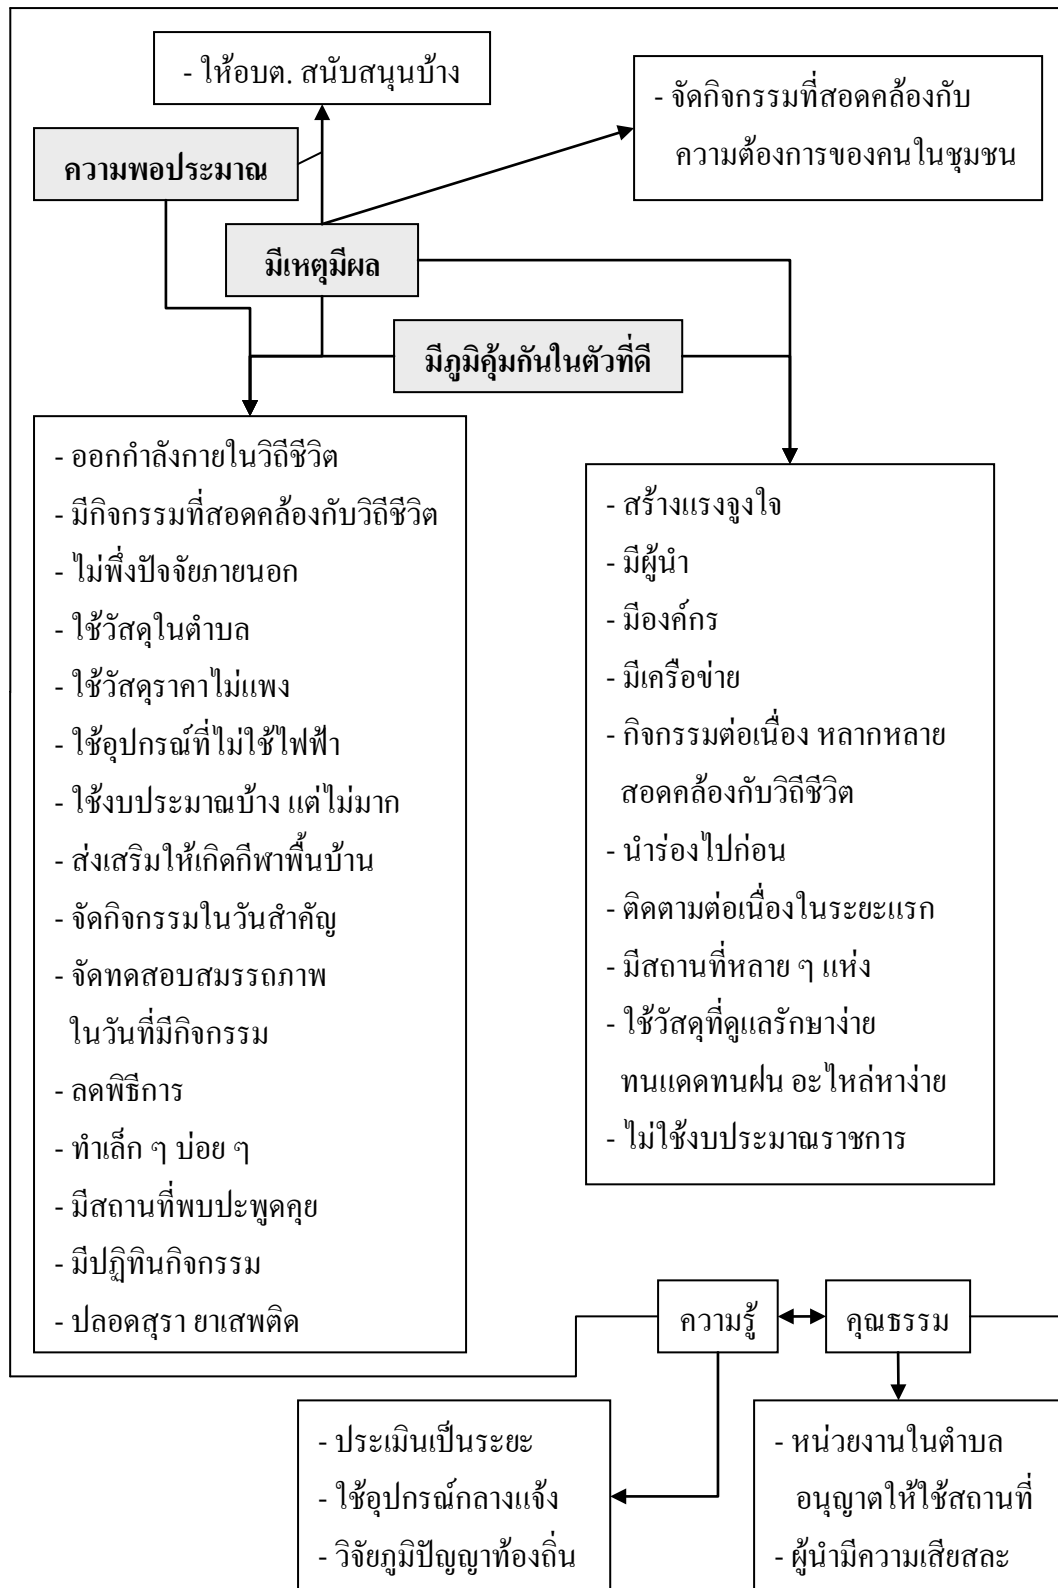 - ให้อบต. สนับสนุนบ้าง
- จัดกิจกรรมที่สอดคล้องกับ
ความต้องการของคนในชุมชน
ความพอประมาณ
มีเหตุมีผล
มีภูมิคุ้มกันในตัวที่ดี
- ออกกำลังกายในวิถีชีวิต
- มีกิจกรรมที่สอดคล้องกับวิถีชีวิต
- ไม่พึ่งปัจจัยภายนอก
- ใช้วัสดุในตำบล
- ใช้วัสดุราคาไม่แพง
- ใช้อุปกรณ์ที่ไม่ใช้ไฟฟ้า
- ใช้งบประมาณบ้าง แต่ไม่มาก
- ส่งเสริมให้เกิดกีฬาพื้นบ้าน
- จัดกิจกรรมในวันสำคัญ
- จัดทดสอบสมรรถภาพ
ในวันที่มีกิจกรรม
- ลดพิธีการ
- ทำเล็ก ๆ บ่อย ๆ
- มีสถานที่พบปะพูดคุย
- มีปฏิทินกิจกรรม
- ปลอดสุรา ยาเสพติด
- สร้างแรงจูงใจ
- มีผู้นำ
- มีองค์กร
- มีเครือข่าย
- กิจกรรมต่อเนื่อง หลากหลาย
สอดคล้องกับวิถีชีวิต
- นำร่องไปก่อน
- ติดตามต่อเนื่องในระยะแรก
- มีสถานที่หลาย ๆ แห่ง
- ใช้วัสดุที่ดูแลรักษาง่าย
ทนแดดทนฝน อะไหล่หาง่าย
- ไม่ใช้งบประมาณราชการ
ความรู้
คุณธรรม
- ประเมินเป็นระยะ
- ใช้อุปกรณ์กลางแจ้ง
- วิจัยภูมิปัญญาท้องถิ่น
- หน่วยงานในตำบล
อนุญาตให้ใช้สถานที่
- ผู้นำมีความเสียสละ